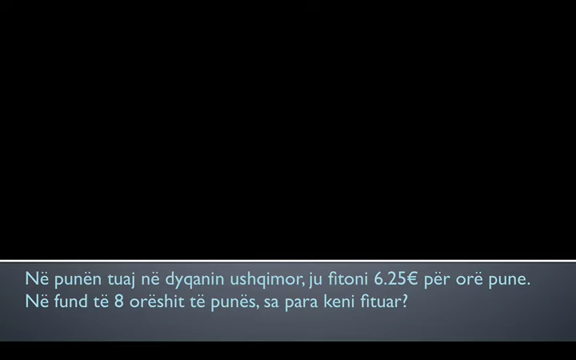 Në punën tuaj në dyqanin ushqimor, ju fitoni 6.25€ për orë pune.
Në fund të 8 orëshit të punës, sa para keni fituar?